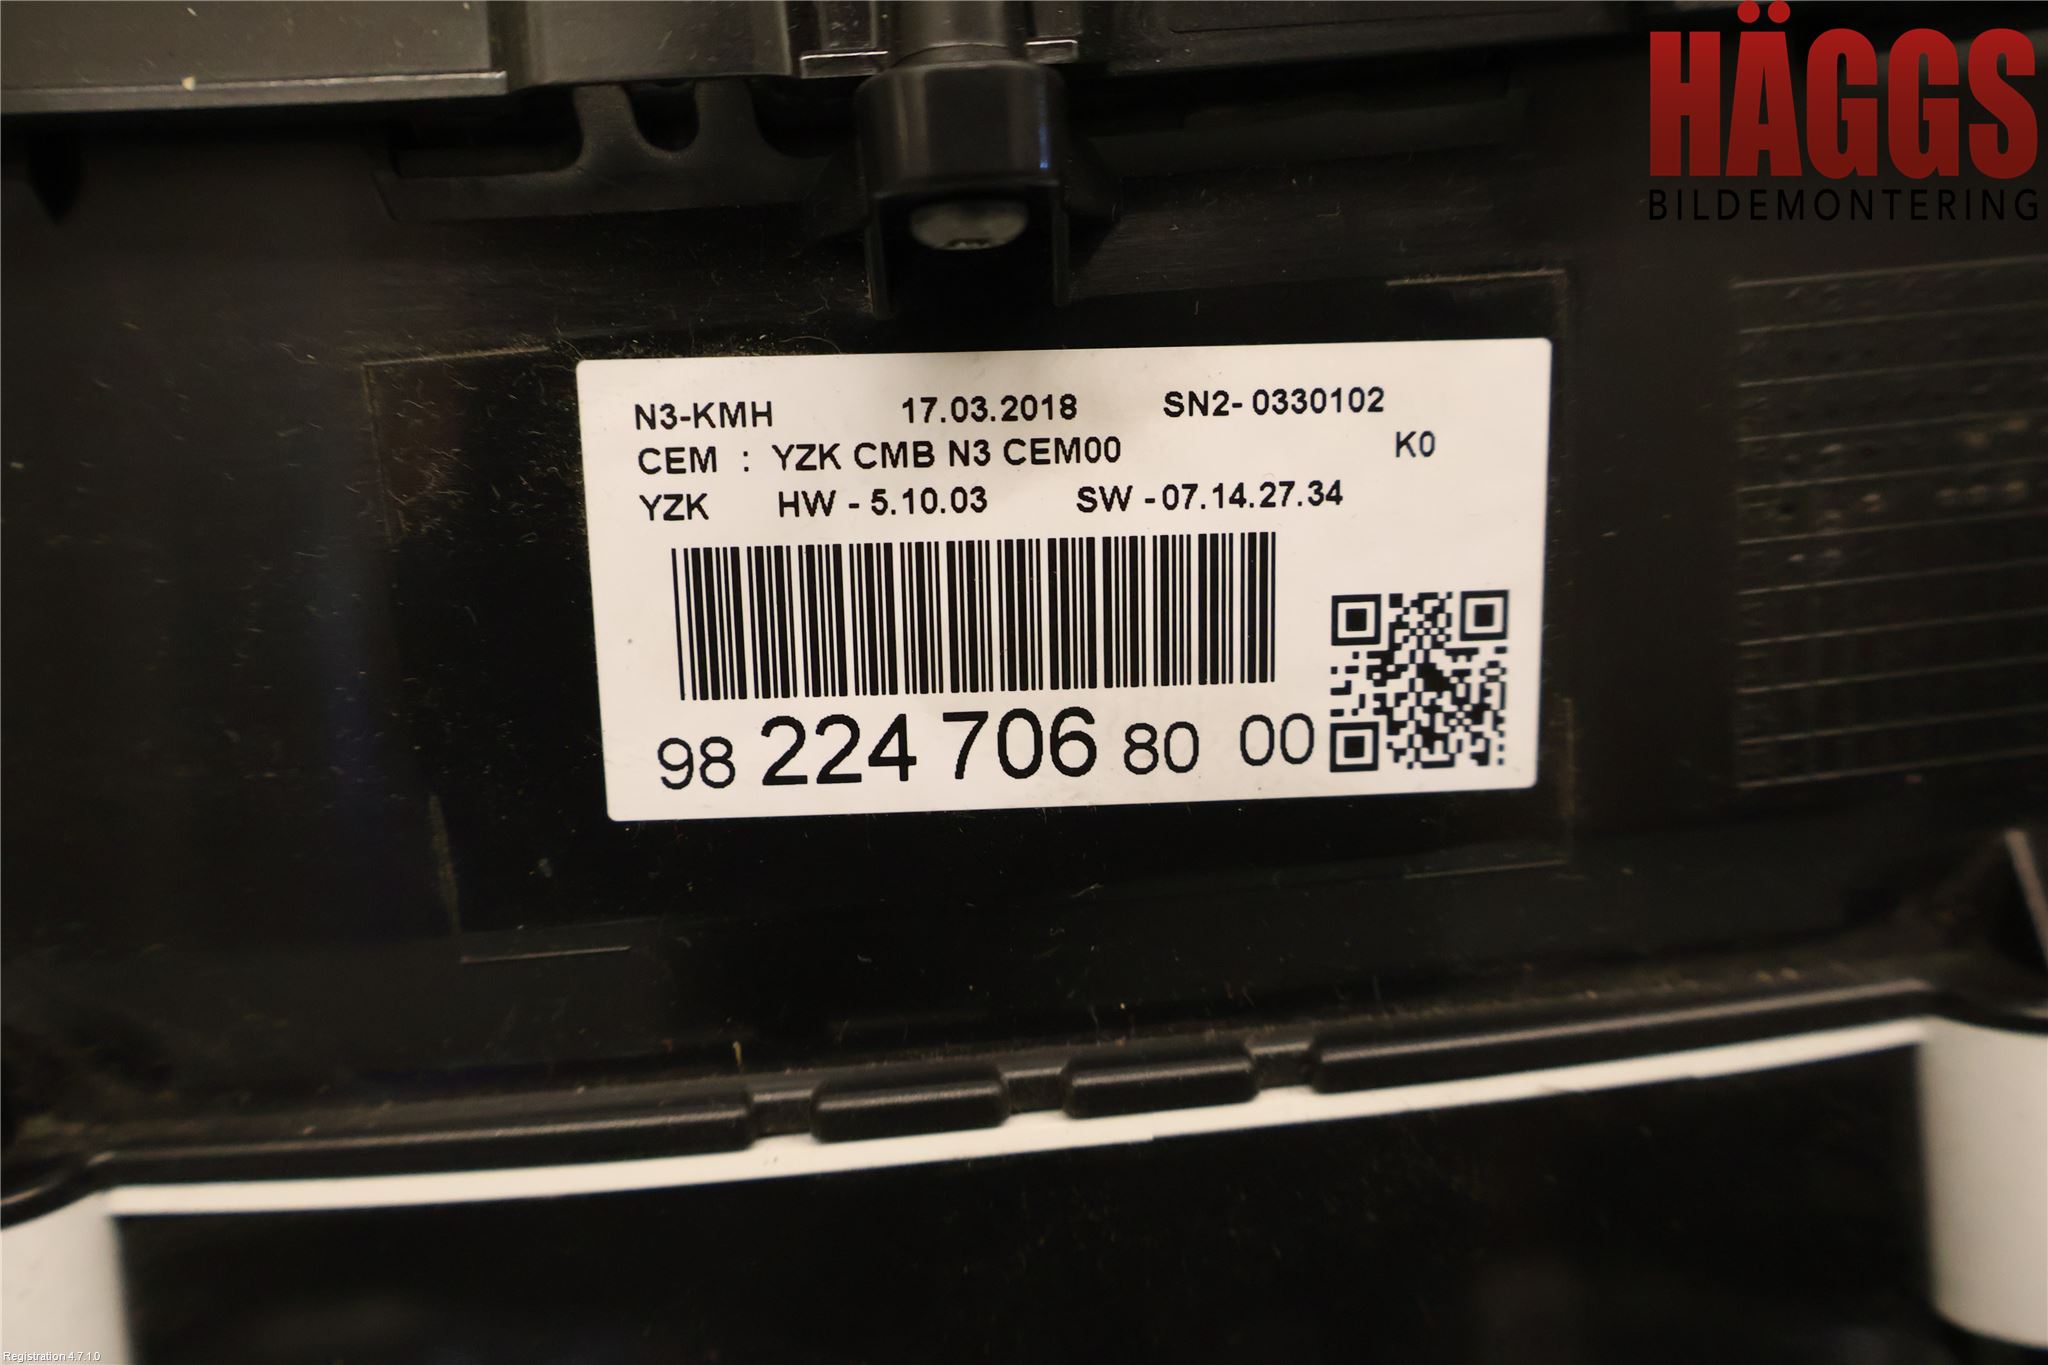 HÄGGS
BILDEMONTERING
N3-KMH 17.03.2018 SN2- 0330102
CEM : YZK CMB N3 CEM00 K0
YZK HW - 5.10.03 SW - 07.14.27.34
98 224 706 80 00
Registration 4.7.1.0